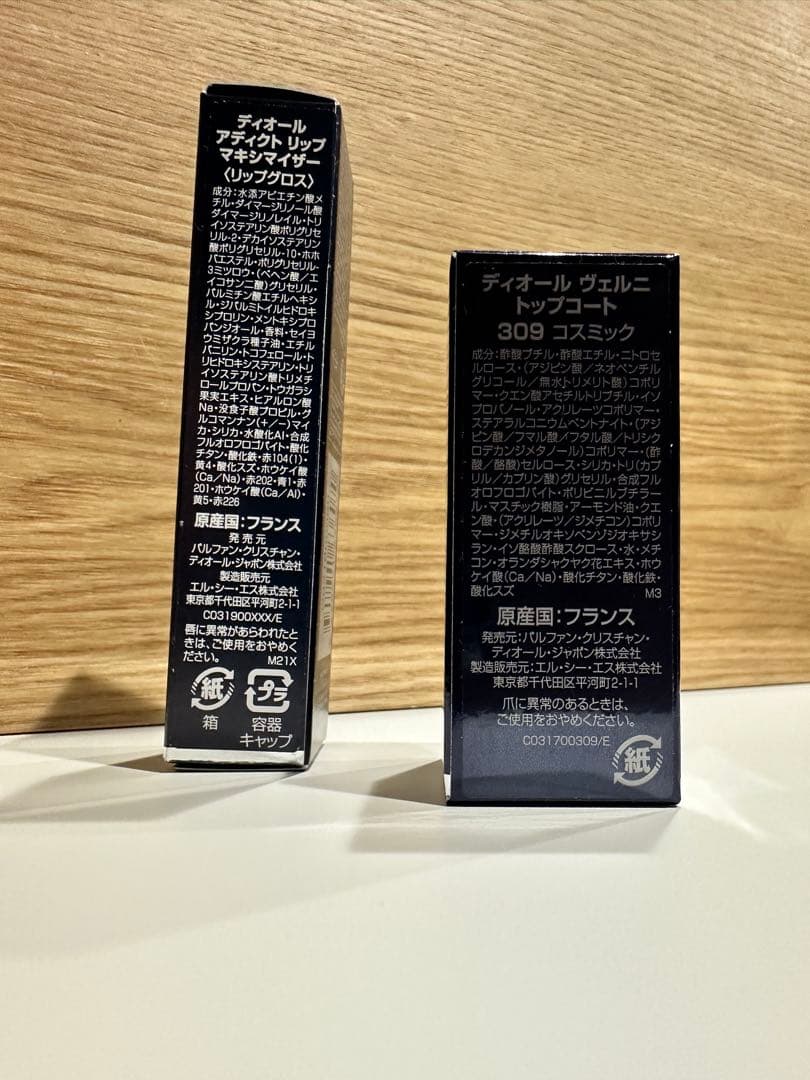 ディオール
アディクト リップ
マキシマイザー
〈リップグロス〉
成分:水添アビエチン酸メ
チル・ダイマージリノール酸
ダイマージリノレイル・トリ
イソステアリン酸ポリグリセ
リル-2・デカイソステアリン
酸ポリグリセリル-10・ホホ
バエステル・ポリグリセリル-
3ミツロウ・(ベヘン酸/エ
イコサン二酸)グリセリル・
パルミチン酸エチルヘキシ
ル・ジパルミトイルヒドロキ
シプロリン・メントキシプロ
パンジオール・香料・セイヨ
ウミザクラ種子油・エチル
バニリン・トコフェロール・ト
リヒドロキシステアリン・トリ
イソステアリン酸トリメチ
ロールプロパン・トウガラシ
果実エキス・ヒアルロン酸
Na・没食子酸プロピル・グ
ルコマンナン(+/-)マイ
カ・シリカ・水酸化Al・合成
フルオロフロゴパイト・酸化
チタン・酸化鉄・赤104(1)・
黄4・酸化スズ・ホウケイ酸
(Ca/Na)・赤202・青1・赤
201・ホウケイ酸(Ca/Al)・
黄5・赤226
原産国:フランス
発売元
パルファン・クリスチャン・
ディオール・ジャポン株式会社
製造販売元
エル・シー・エス株式会社
東京都千代田区平河町2-1-1
C031900XXX/E
唇に異常があらわれたと
きは、ご使用をおやめく
ださい。 M21X
紙 プラ
箱 容器
キャップ
ディオール ヴェルニ
トップコート
309 コスミック
成分:酢酸ブチル・酢酸エチル・ニトロセ
ルロース・(アジピン酸/ネオペンチル
グリコール/無水トリメリト酸)コポリ
マー・クエン酸アセチルトリブチル・イソ
プロパノール・アクリレーツコポリマー・
ステアラルコニウムベントナイト・(アジ
ピン酸/フマル酸/フタル酸/トリシク
ロデカンジメタノール)コポリマー・(酢
酸/酪酸)セルロース・シリカ・トリ(カプ
リル/カプリン酸)グリセリル・合成フル
オロフロゴパイト・ポリビニルブチラー
ル・マスチック樹脂・アーモンド油・クエ
ン酸・(アクリレーツ/ジメチコン)コポリ
マー・ジメチルオキソベンゾジオキサシ
ラン・イソ酪酸酢酸スクロース・水・メチ
コン・オランダシャクヤク花エキス・ホウ
ケイ酸(Ca/Na)・酸化チタン・酸化鉄・
酸化スズ M3
原産国:フランス
発売元:パルファン・クリスチャン・
ディオール・ジャポン株式会社
製造販売元:エル・シー・エス株式会社
東京都千代田区平河町2-1-1
爪に異常のあるときは、
ご使用をおやめください。
C031700309/E
紙